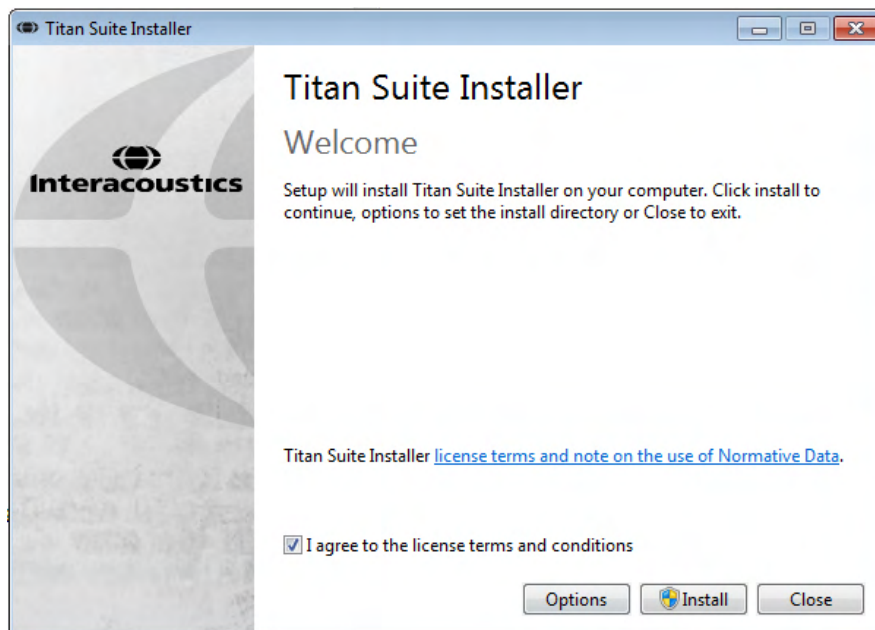 Titan Suite Installer
Interacoustics
Titan Suite Installer
Welcome
Setup will install Titan Suite Installer on your computer. Click install to
continue, options to set the install directory or Close to exit.
Titan Suite Installer license terms and note on the use of Normative Data.
I agree to the license terms and conditions
Options
Install
Close